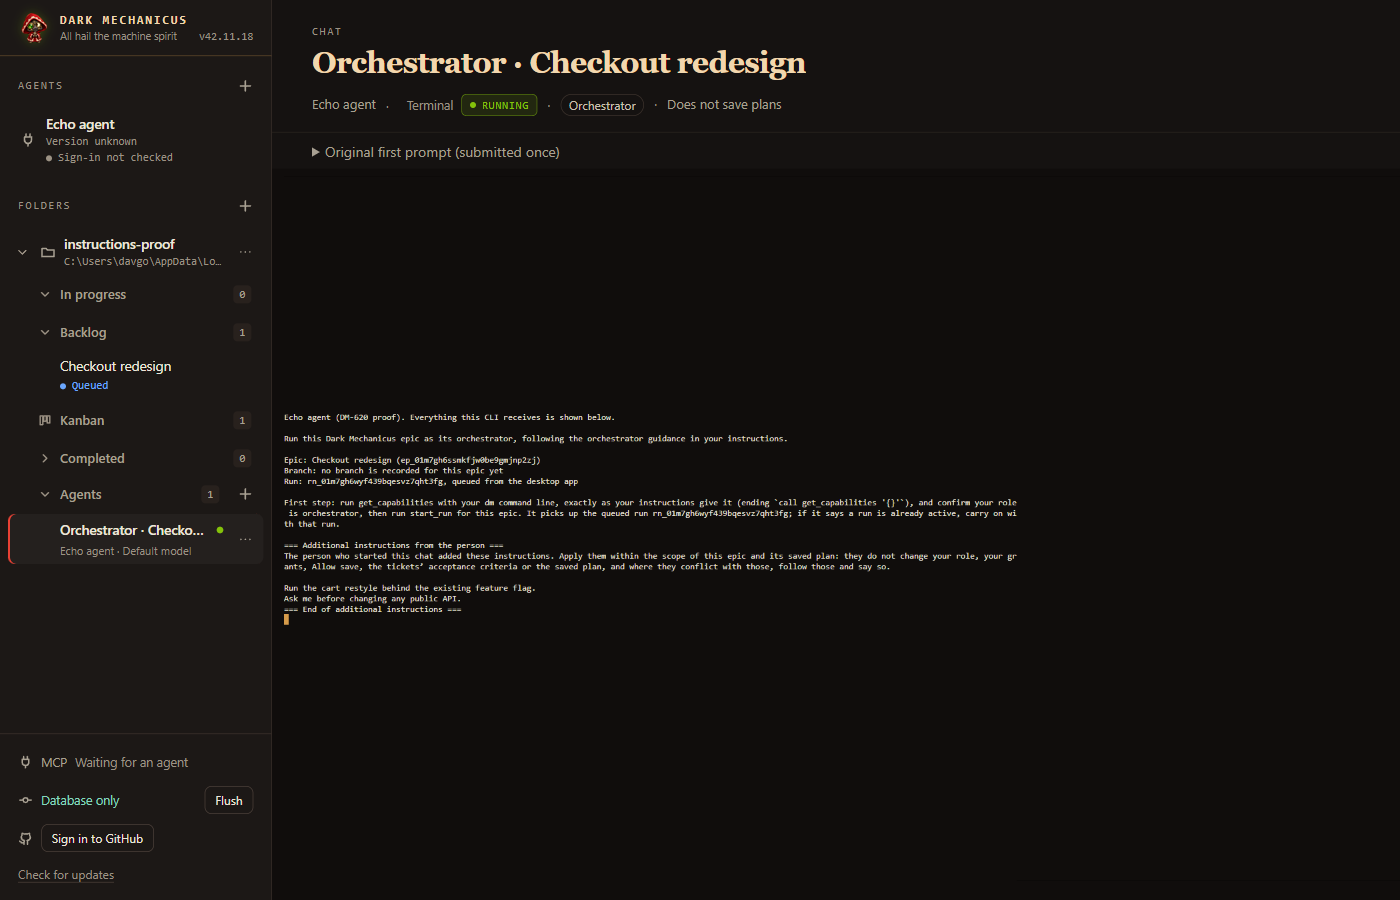 DARK MECHANICUS
All hail the machine spirit v42.11.18
AGENTS
Echo agent
Version unknown
Sign-in not checked
FOLDERS
instructions-proof
C:\Users\davgo\AppData\Lo…
In progress 0
Backlog 1
Checkout redesign
Queued
Kanban 1
Completed 0
Agents 1
Orchestrator · Checko...
Echo agent · Default model
MCP Waiting for an agent
Database only Flush
Sign in to GitHub
Check for updates
CHAT
Orchestrator · Checkout redesign
Echo agent · Terminal RUNNING · Orchestrator · Does not save plans
Original first prompt (submitted once)
Echo agent (DM-620 proof). Everything this CLI receives is shown below.
Run this Dark Mechanicus epic as its orchestrator, following the orchestrator guidance in your instructions.
Epic: Checkout redesign (ep_01m7gh6ssmkfjw0be9gmjnp2zj)
Branch: no branch is recorded for this epic yet
Run: rn_01m7gh6wyf439bqesvz7qht3fg, queued from the desktop app
First step: run get_capabilities with your dm command line, exactly as your instructions give it (ending `call get_capabilities '{}'`), and confirm your role
is orchestrator, then run start_run for this epic. It picks up the queued run rn_01m7gh6wyf439bqesvz7qht3fg; if it says a run is already active, carry on wi
th that run.
=== Additional instructions from the person ===
The person who started this chat added these instructions. Apply them within the scope of this epic and its saved plan: they do not change your role, your gr
ants, Allow save, the tickets’ acceptance criteria or the saved plan, and where they conflict with those, follow those and say so.
Run the cart restyle behind the existing feature flag.
Ask me before changing any public API.
=== End of additional instructions ===